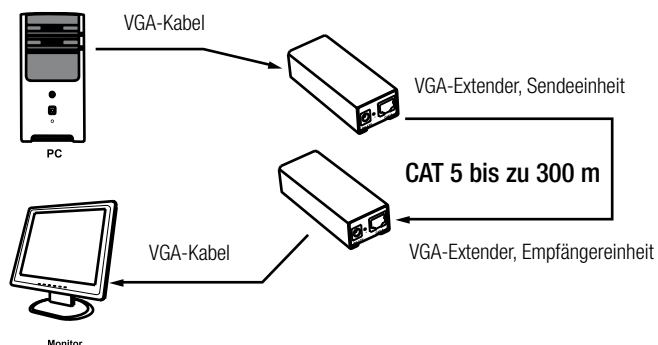 VGA-Kabel
VGA-Extender, Sendeeinheit
PC
CAT 5 bis zu 300 m
VGA-Kabel
VGA-Extender, Empfängereinheit
Monitor